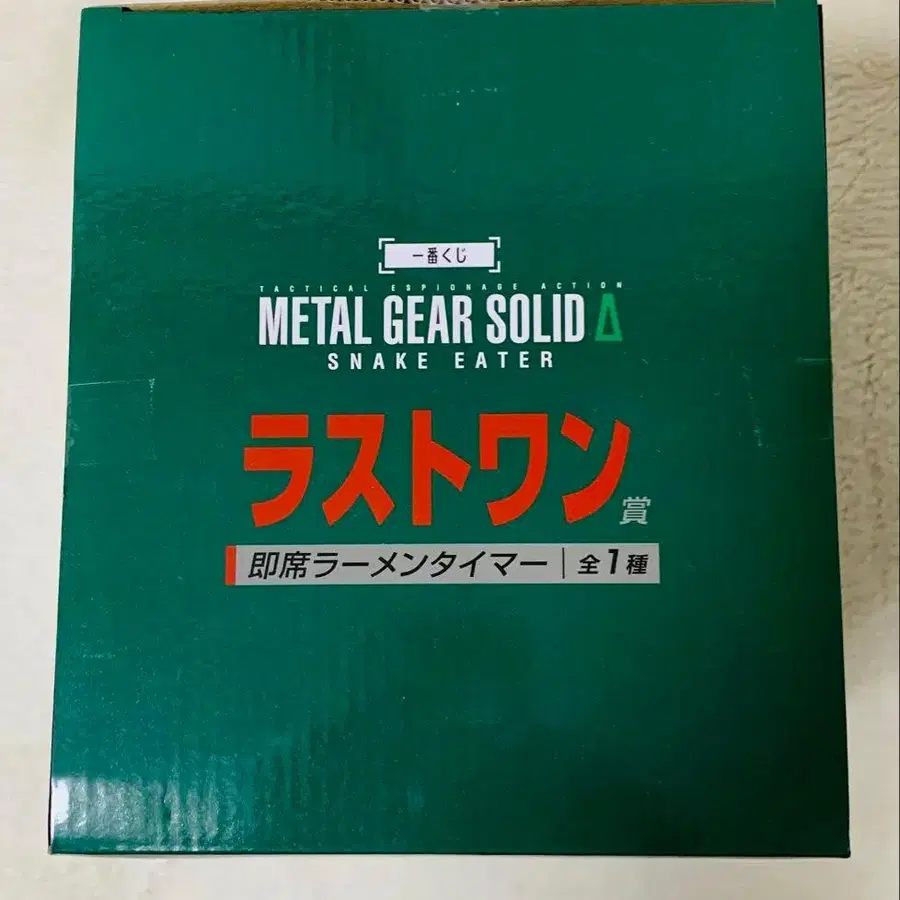 一番くじ
TACTICAL ESPIONAGE ACTION
METAL GEAR SOLID Δ
SNAKE EATER
ラストワン賞
即席ラーメンタイマー 全1種